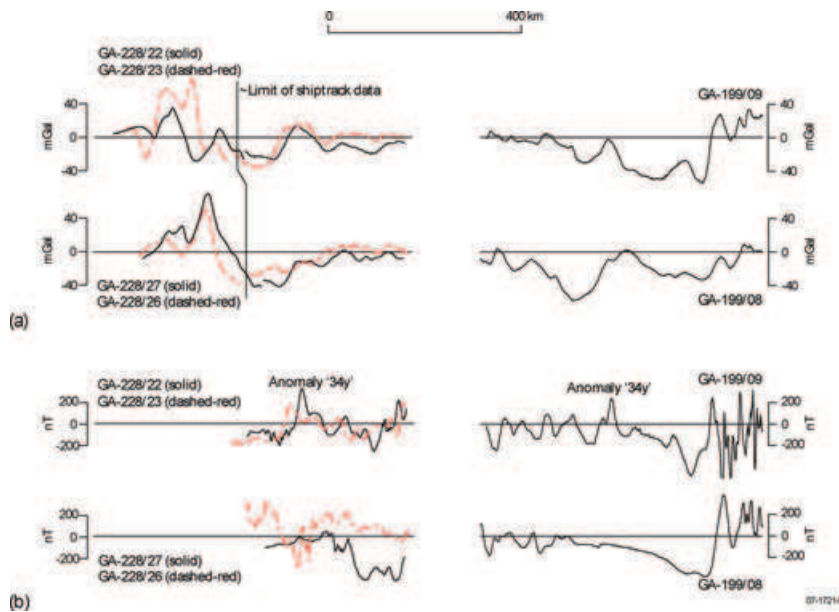 0
400 km
GA-228/22 (solid)
GA-228/23 (dashed-red)
~Limit of shiptrack data
GA-199/09
40
0
-40
mGal
40
0
-40
mGal
40
0
-40
mGal
40
0
-40
mGal
GA-228/27 (solid)
GA-228/26 (dashed-red)
GA-199/08
(a)
GA-228/22 (solid)
GA-228/23 (dashed-red)
Anomaly '34y'
Anomaly '34y'
GA-199/09
200
0
-200
nT
200
0
-200
nT
200
0
-200
nT
200
0
-200
nT
GA-228/27 (solid)
GA-228/26 (dashed-red)
GA-199/08
(b)